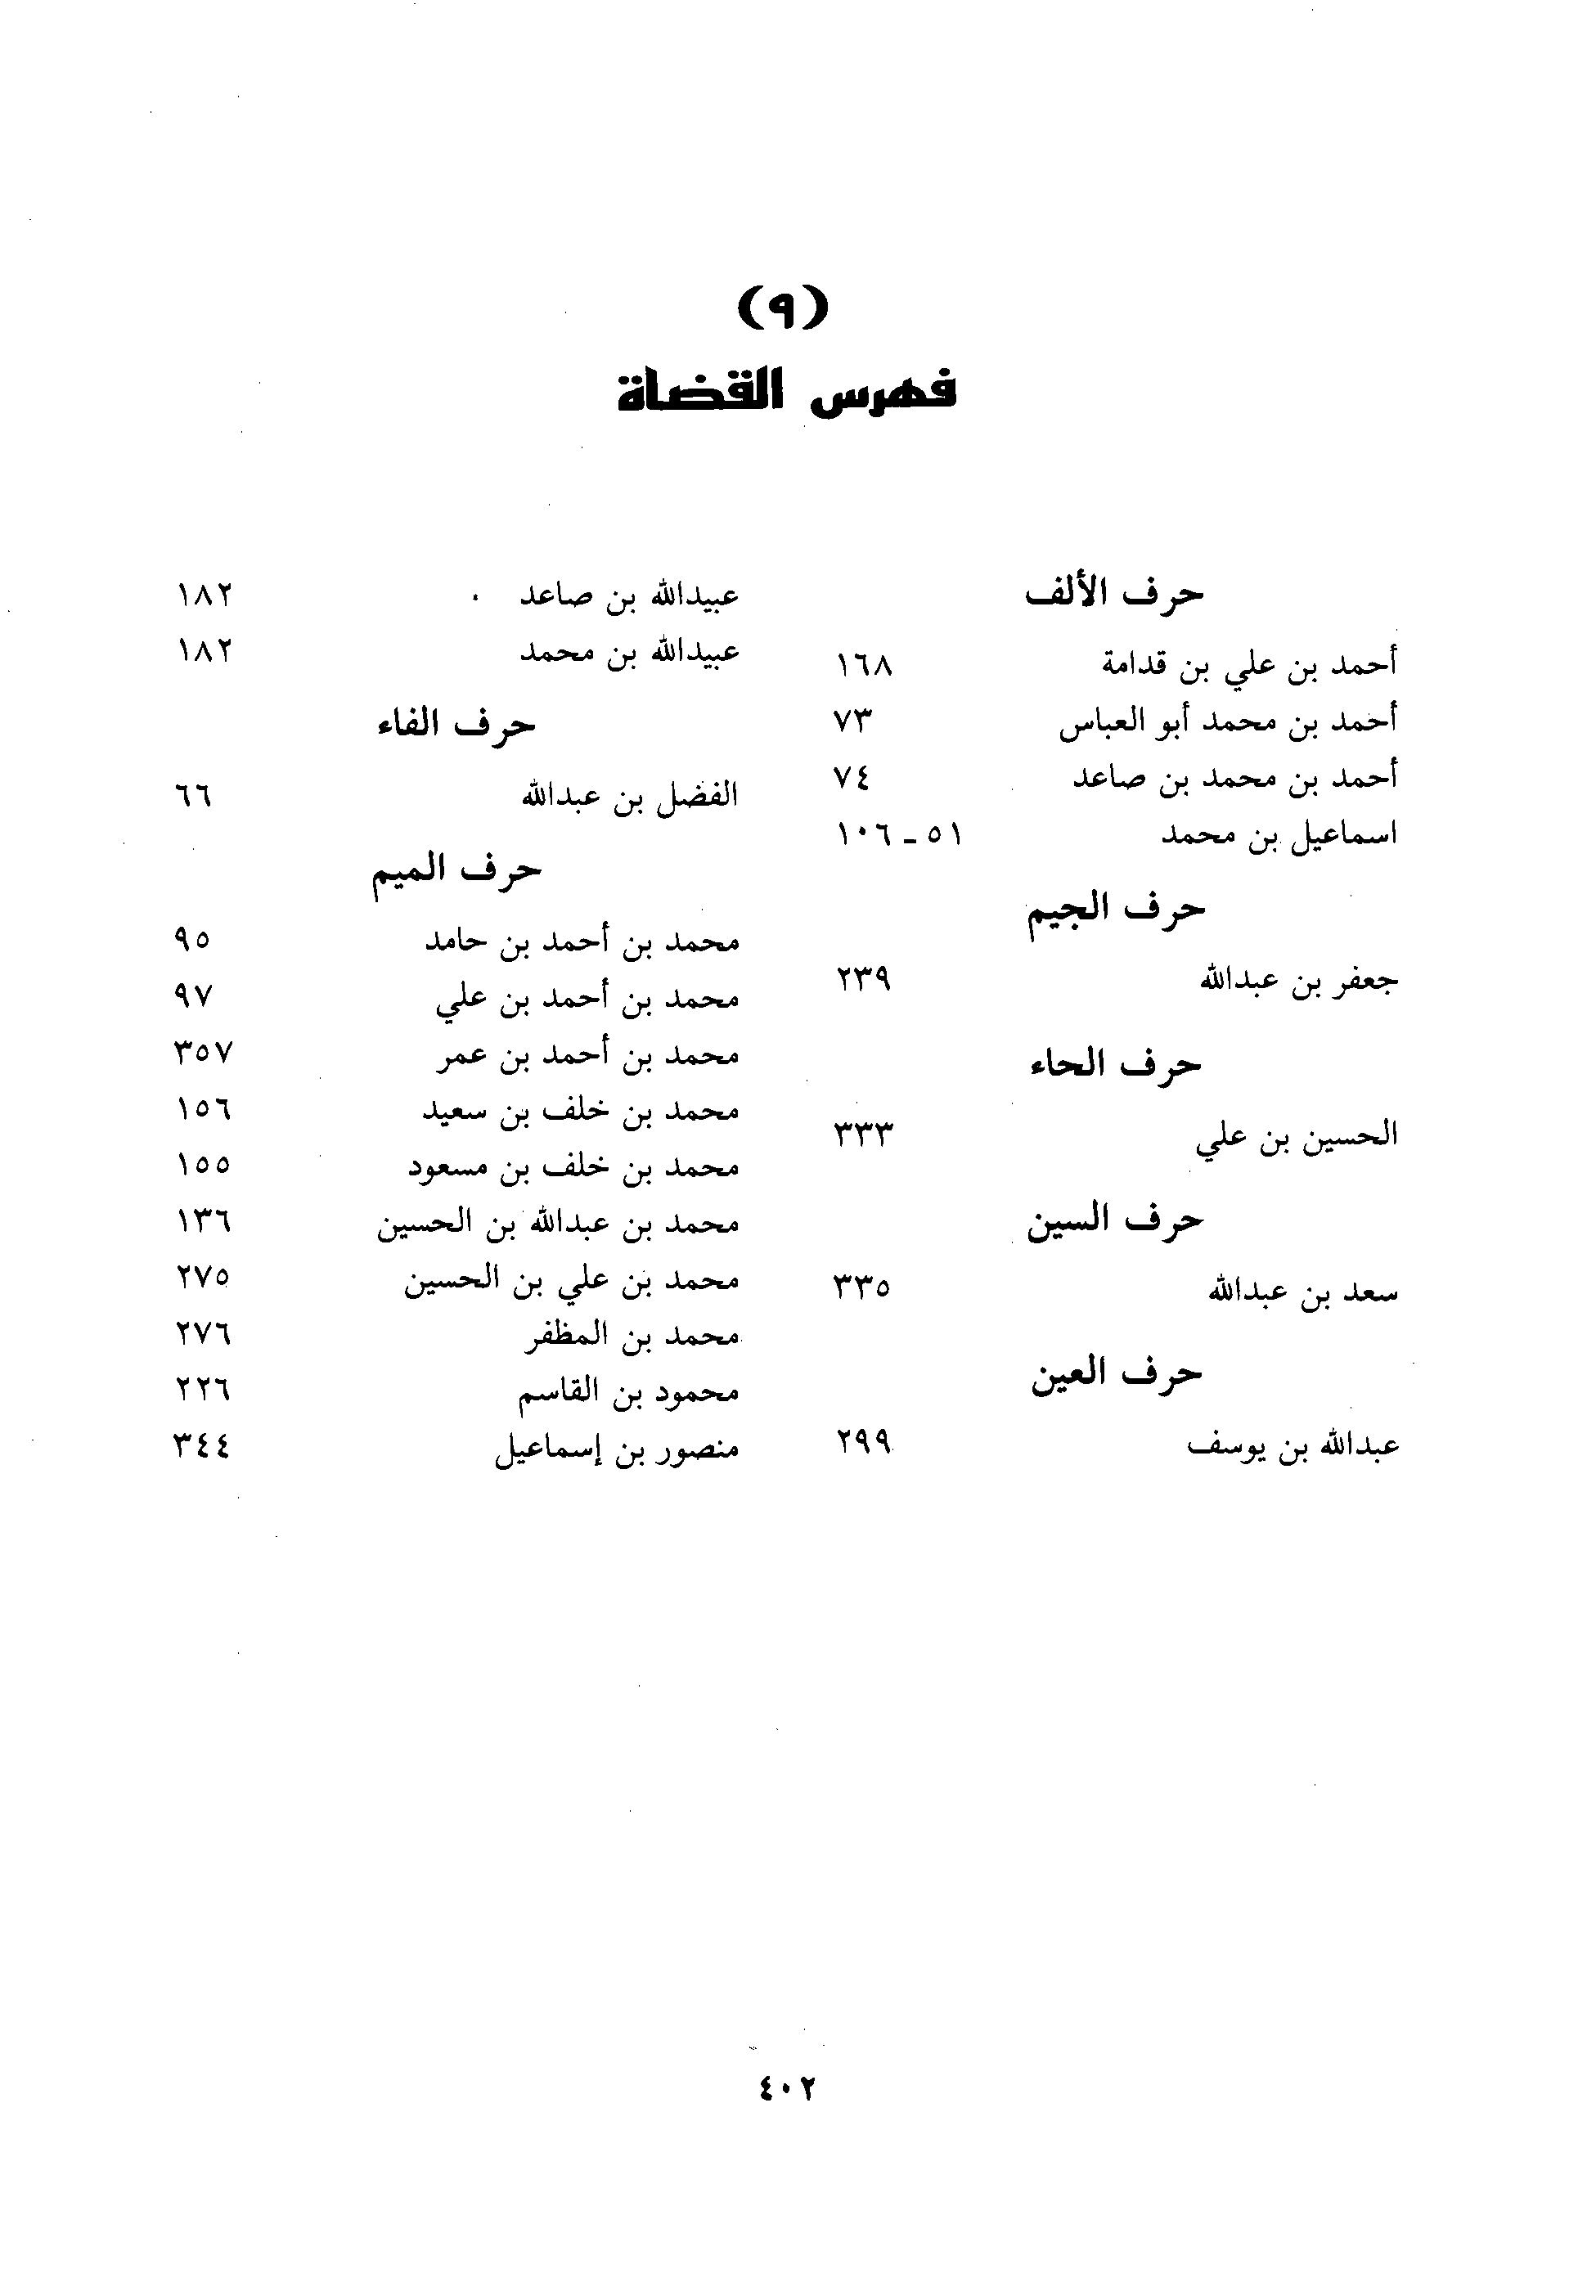 (٩)
فهرس القضاة
حرف الألف
أحمد بن علي بن قدامة ١٦٨
أحمد بن محمد أبو العباس ٧٣
أحمد بن محمد بن صاعد ٧٤
اسماعيل بن محمد ٥١ - ١٠٦
حرف الجيم
جعفر بن عبدالله ٢٣٩
حرف الحاء
الحسين بن علي ٣٣٣
حرف السين
سعد بن عبدالله ٣٣٥
حرف العين
عبدالله بن يوسف ٢٩٩
عبيدالله بن صاعد ١٨٢
عبيدالله بن محمد ١٨٢
حرف الفاء
الفضل بن عبدالله ٦٦
حرف الميم
محمد بن أحمد بن حامد ٩٥
محمد بن أحمد بن علي ٩٧
محمد بن أحمد بن عمر ٣٥٧
محمد بن خلف بن سعيد ١٥٦
محمد بن خلف بن مسعود ١٥٥
محمد بن عبدالله بن الحسين ١٣٦
محمد بن علي بن الحسين ٢٧٥
محمد بن المظفر ٢٧٦
محمود بن القاسم ٢٢٦
منصور بن إسماعيل ٣٤٤
٤٠٢